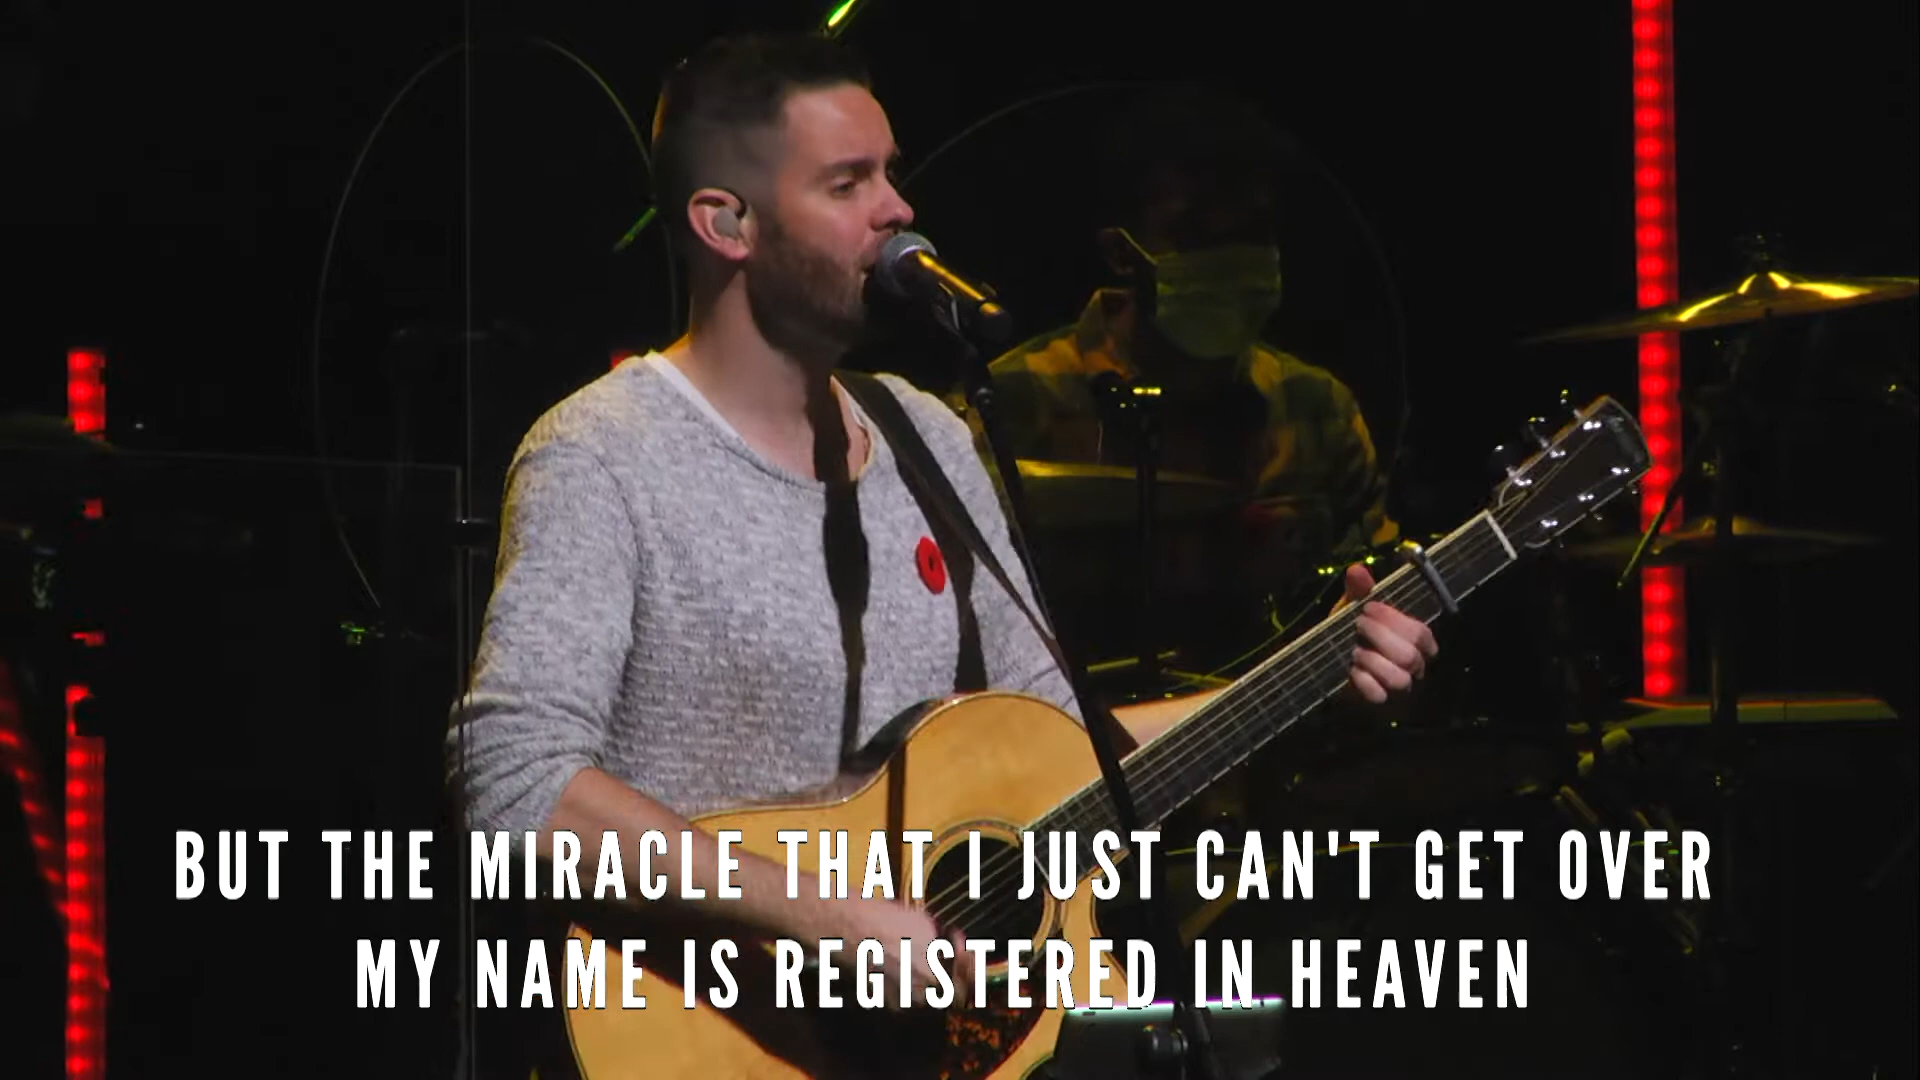 BUT THE MIRACLE THAT I JUST CAN'T GET OVER
MY NAME IS REGISTERED IN HEAVEN